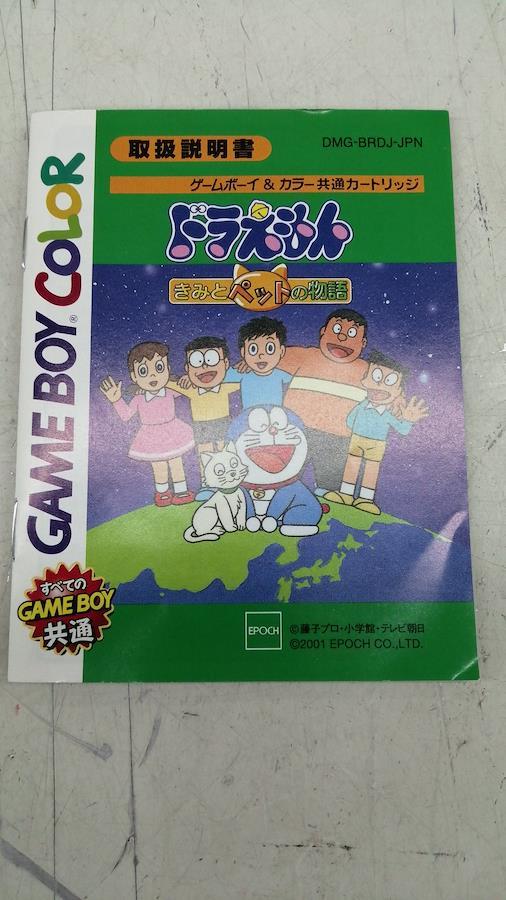 取扱説明書
DMG-BRDJ-JPN
ゲームボーイ & カラー共通カートリッジ
ドラえもん
きみとペットの物語
GAME BOY® COLOR
すべての
GAME BOY
共通
EPOCH
©藤子プロ・小学館・テレビ朝日
©2001 EPOCH CO.,LTD.